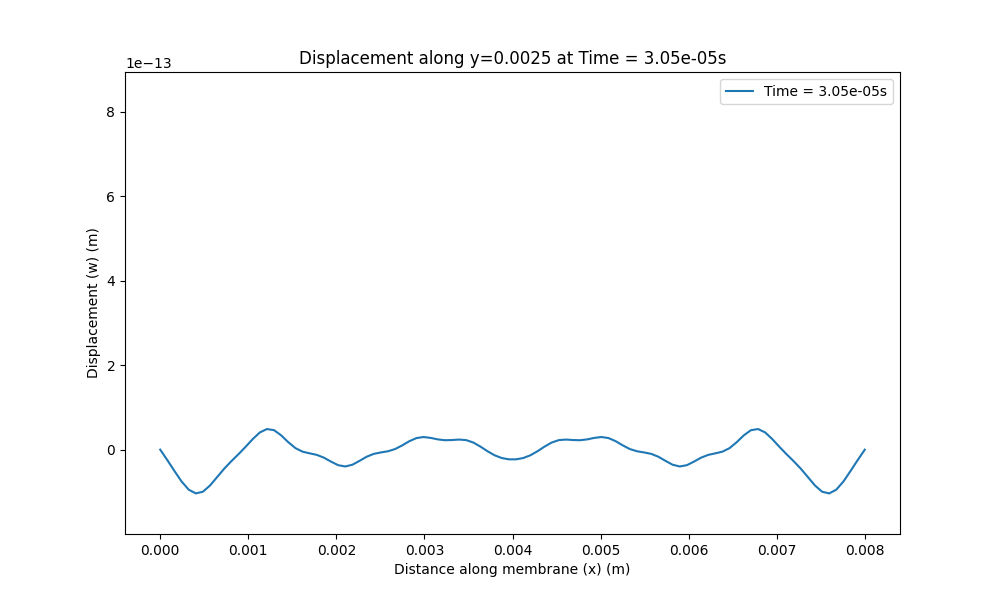 Displacement along y=0.0025 at Time = 3.05e-05s
1e−13
Time = 3.05e-05s
8
6
4
2
0
Displacement (w) (m)
0.000 0.001 0.002 0.003 0.004 0.005 0.006 0.007 0.008
Distance along membrane (x) (m)